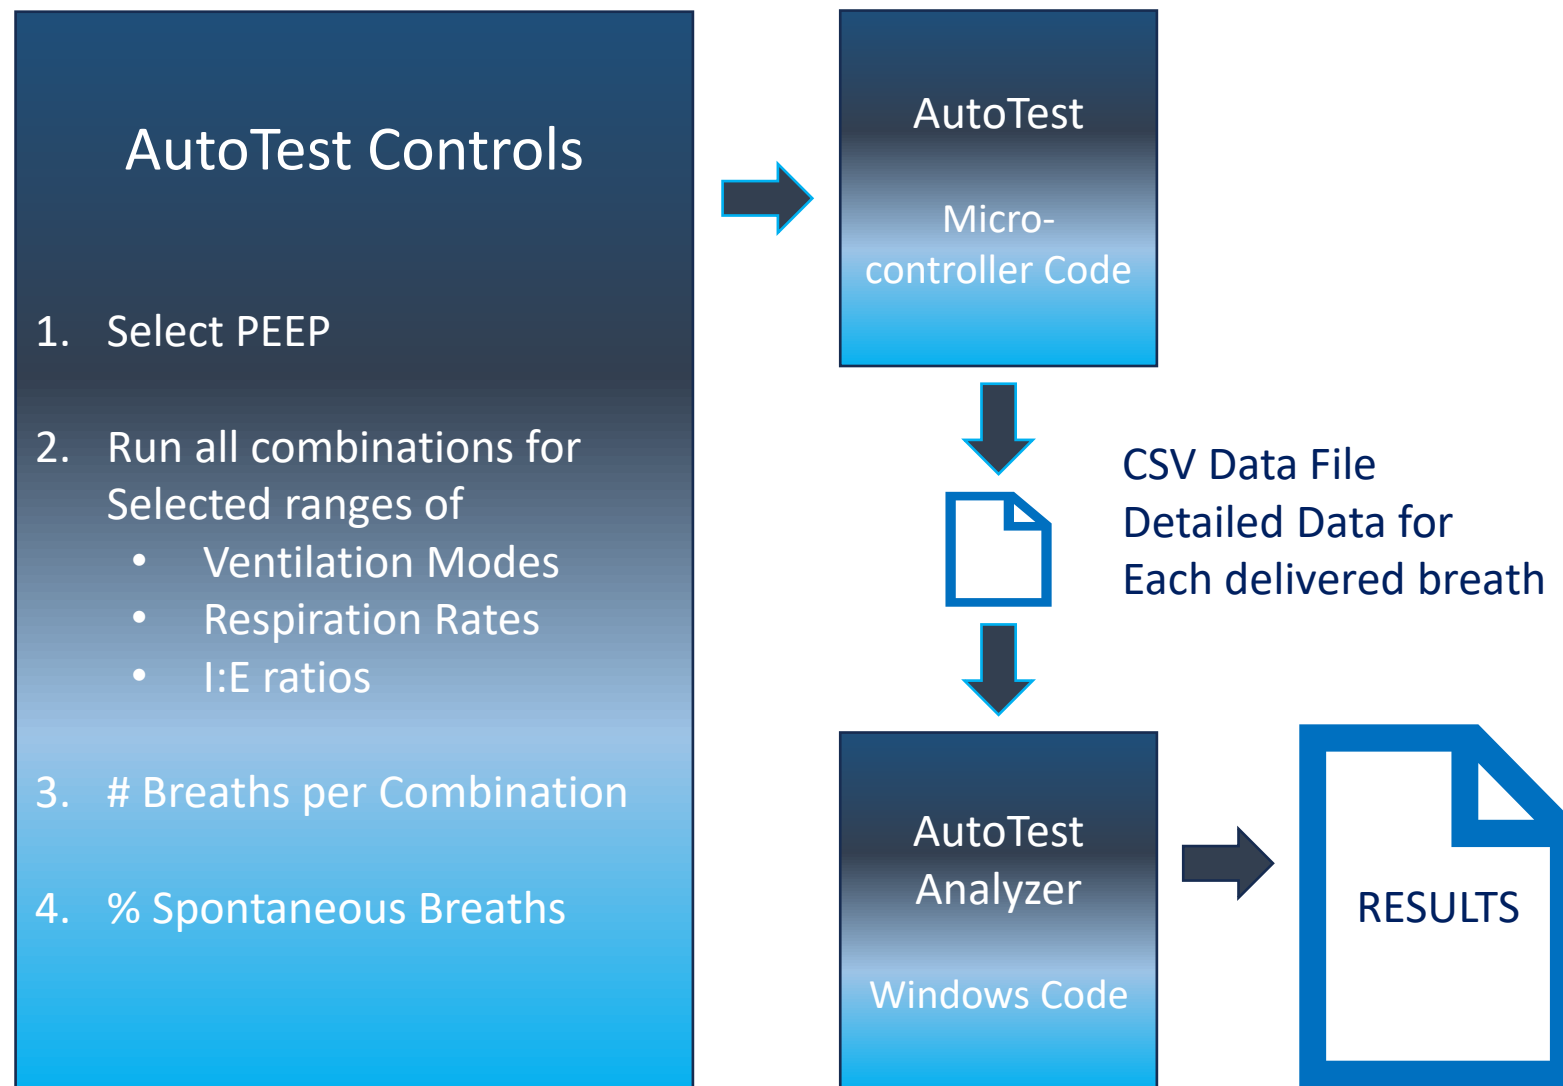 AutoTest Controls
1. Select PEEP
2. Run all combinations for
Selected ranges of
• Ventilation Modes
• Respiration Rates
• I:E ratios
3. # Breaths per Combination
4. % Spontaneous Breaths
AutoTest
Micro-
controller Code
CSV Data File
Detailed Data for
Each delivered breath
AutoTest
Analyzer
Windows Code
RESULTS